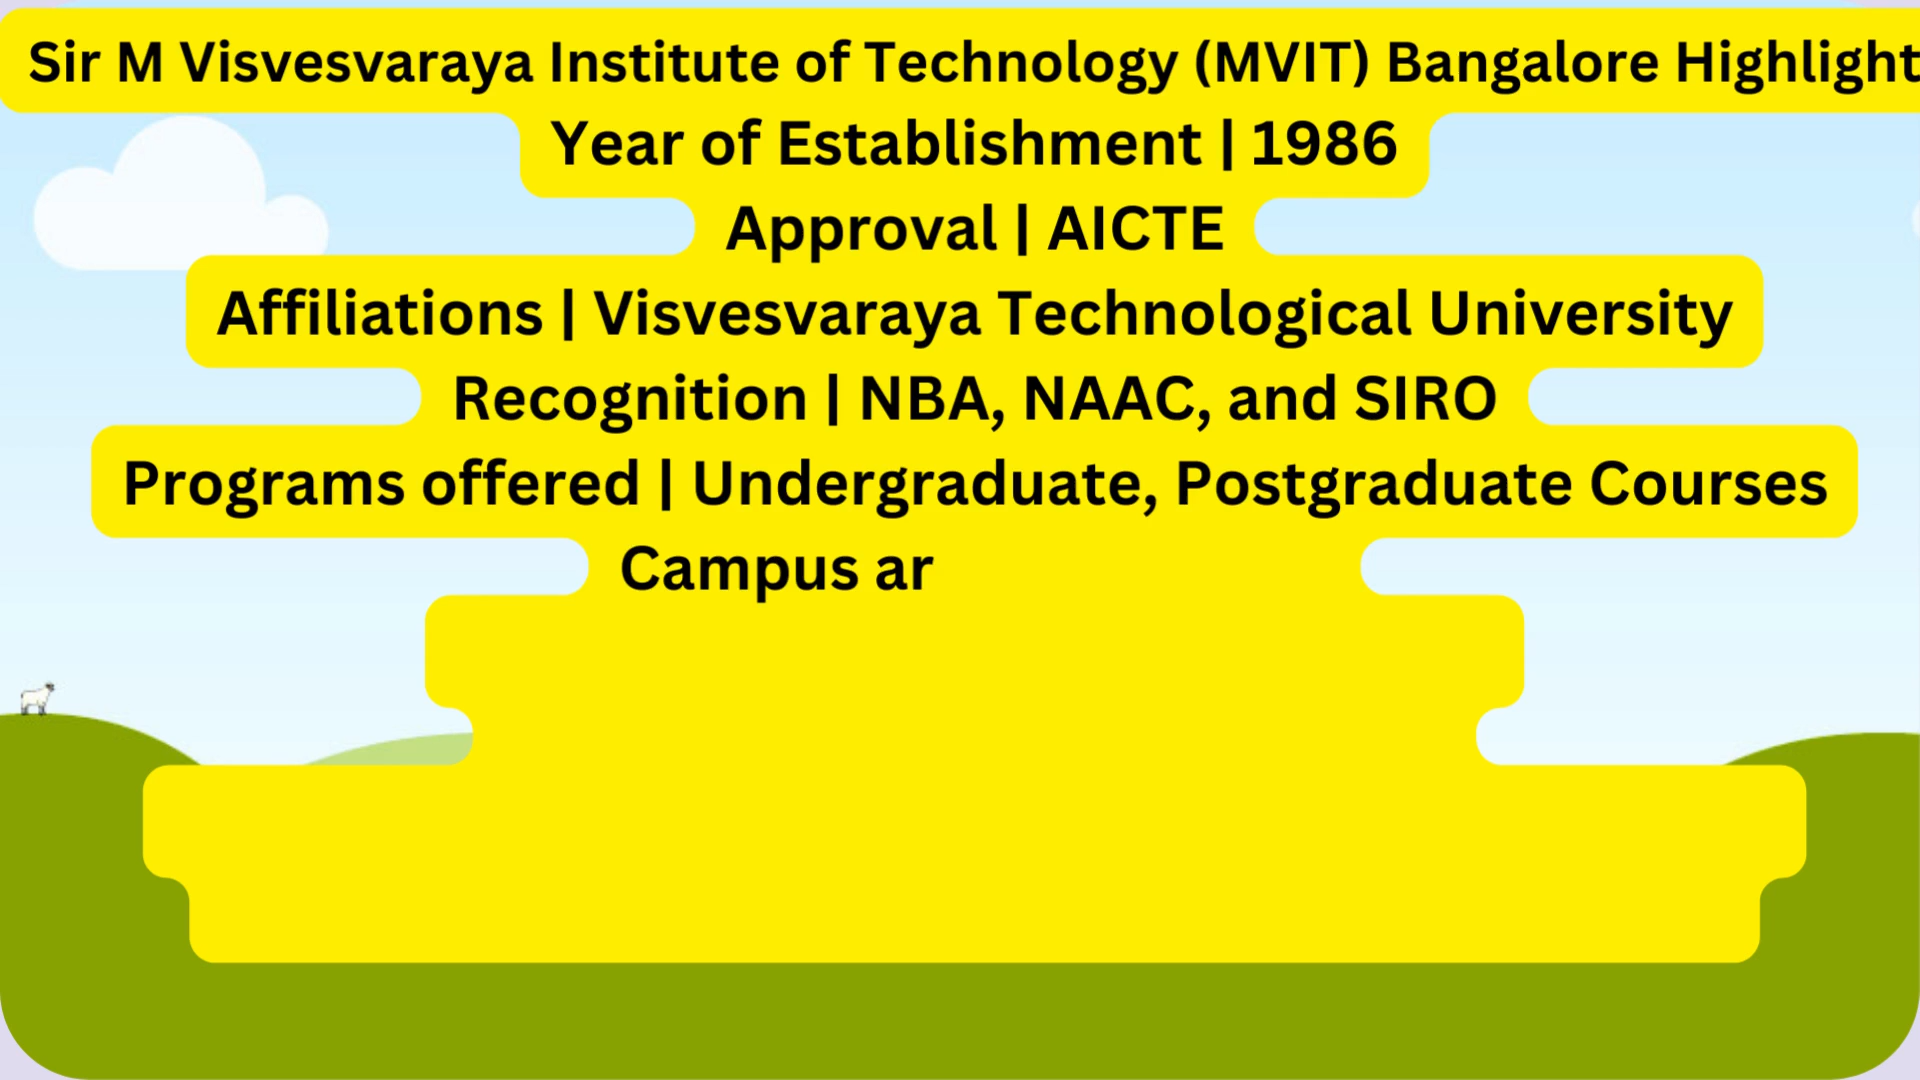 Sir M Visvesvaraya Institute of Technology (MVIT) Bangalore Highlight
Year of Establishment | 1986
Approval | AICTE
Affiliations | Visvesvaraya Technological University
Recognition | NBA, NAAC, and SIRO
Programs offered | Undergraduate, Postgraduate Courses
Campus ar